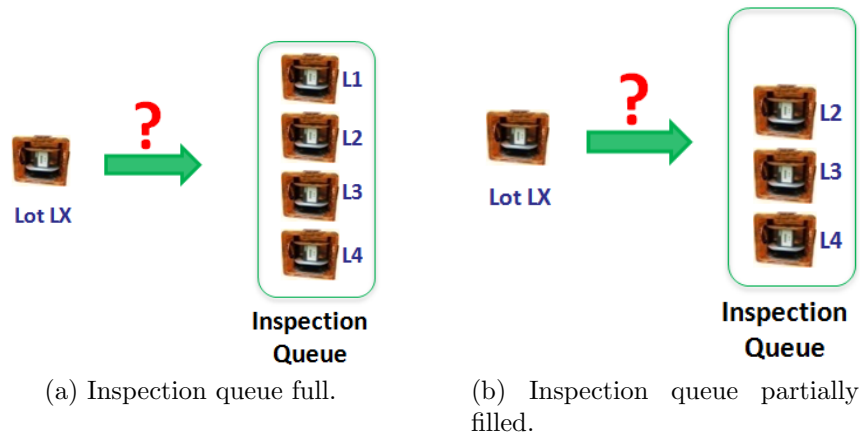 ?
L1
L2
L3
L4
Lot LX
Inspection
Queue
(a) Inspection queue full.
?
L2
L3
L4
Lot LX
Inspection
Queue
(b) Inspection queue partially
filled.